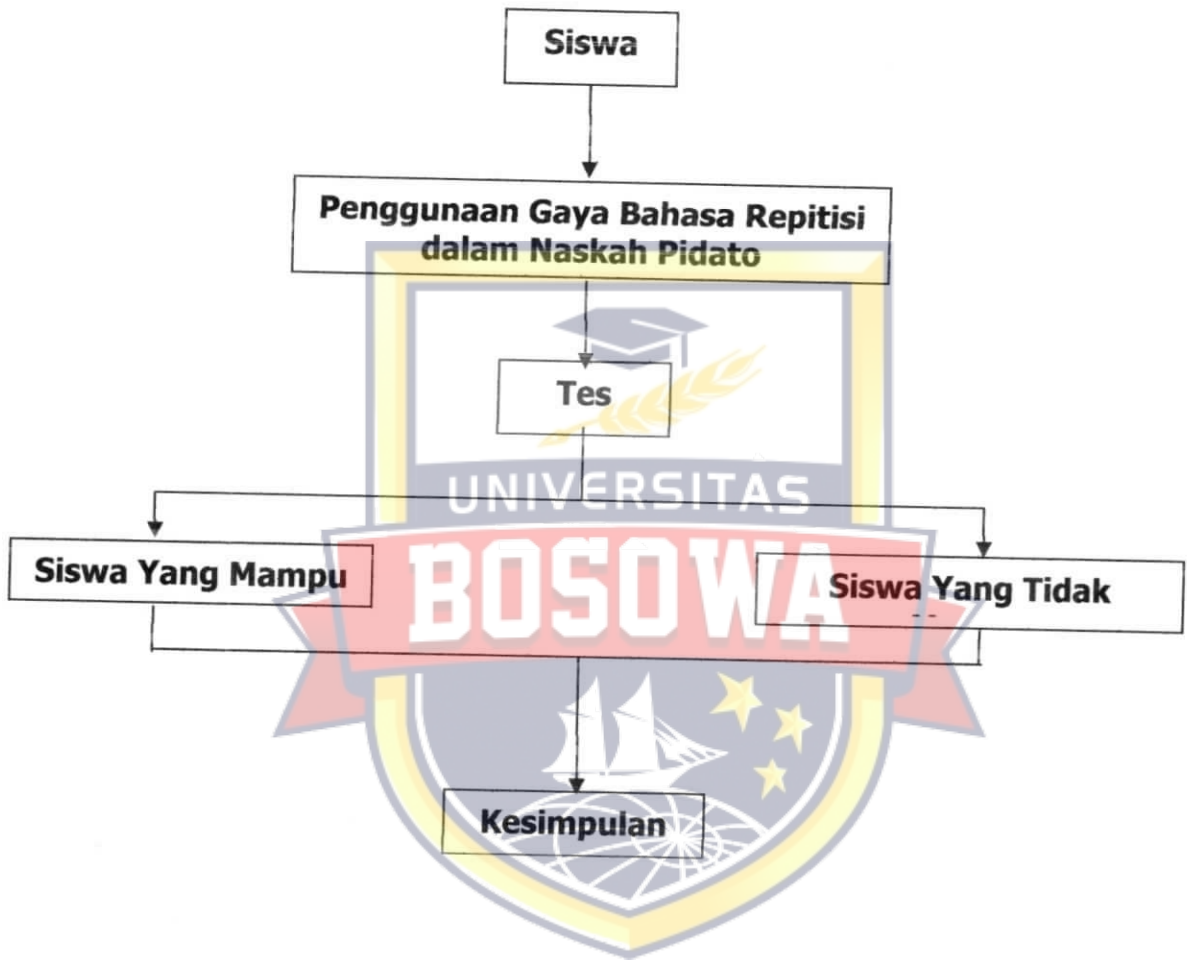 Siswa
Penggunaan Gaya Bahasa Repitisi
dalam Naskah Pidato
Tes
UNIVERSITAS
BOSOWA
Siswa Yang Mampu
Siswa Yang Tidak
Kesimpulan